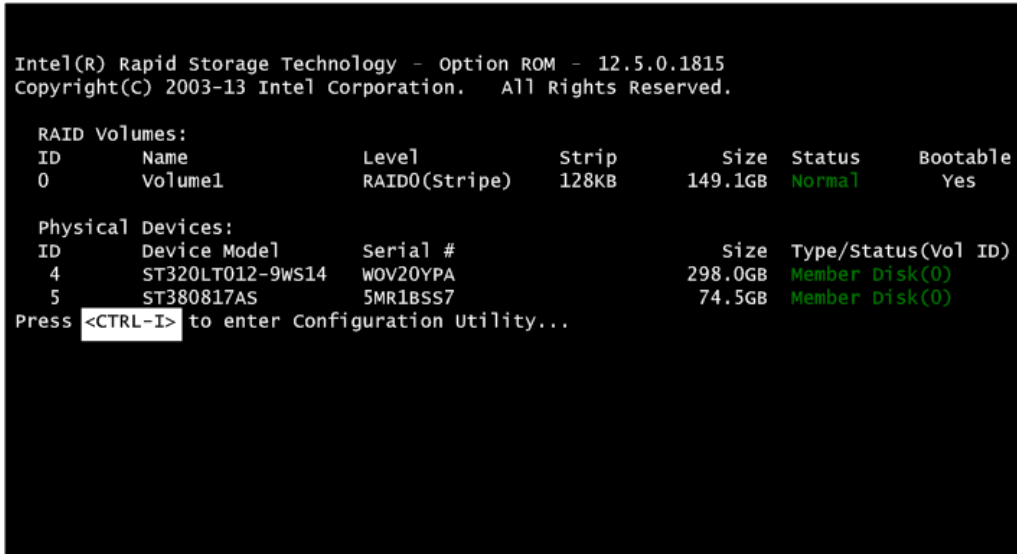 Intel(R) Rapid Storage Technology - Option ROM - 12.5.0.1815
Copyright(C) 2003-13 Intel Corporation. All Rights Reserved.
RAID Volumes:
ID Name Level Strip Size Status Bootable
0 Volume1 RAID0(Stripe) 128KB 149.1GB Normal Yes
Physical Devices:
ID Device Model Serial # Size Type/Status(Vol ID)
4 ST320LT012-9WS14 W0V20YPA 298.0GB Member Disk(0)
5 ST380817AS 5MR1BSS7 74.5GB Member Disk(0)
Press <CTRL-I> to enter Configuration Utility...